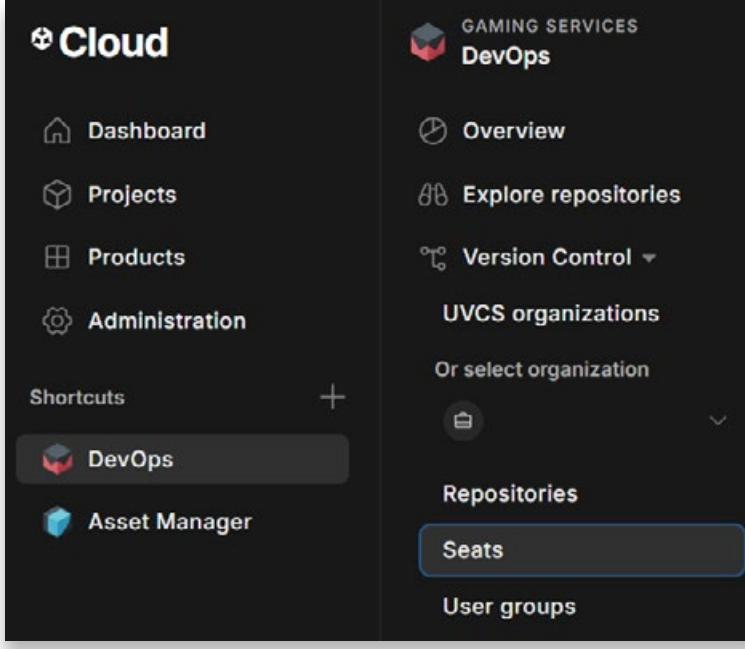 Cloud
Dashboard
Projects
Products
Administration
Shortcuts
DevOps
Asset Manager
GAMING SERVICES
DevOps
Overview
Explore repositories
Version Control
UVCS organizations
Or select organization
Repositories
Seats
User groups